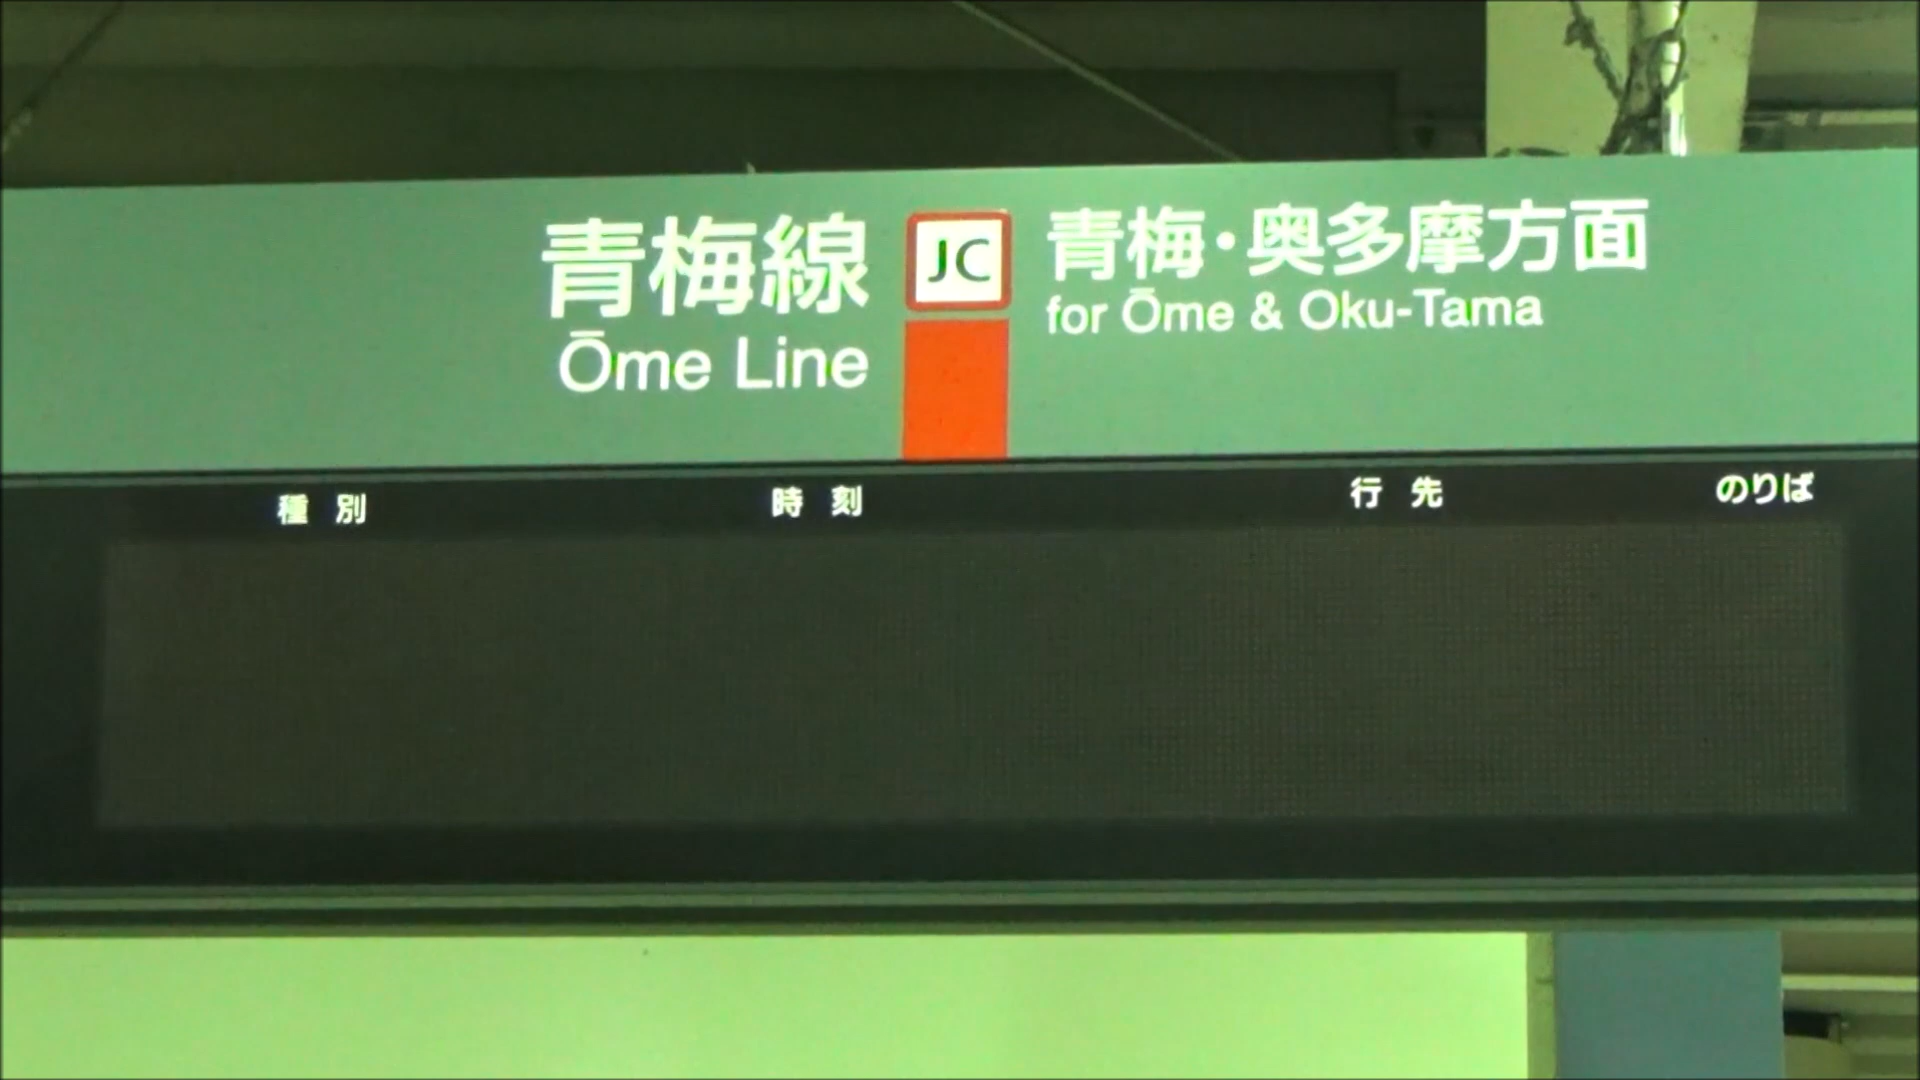 青梅線
Ōme Line
JC
青梅・奥多摩方面
for Ōme & Oku-Tama
種別 時刻 行先 のりば